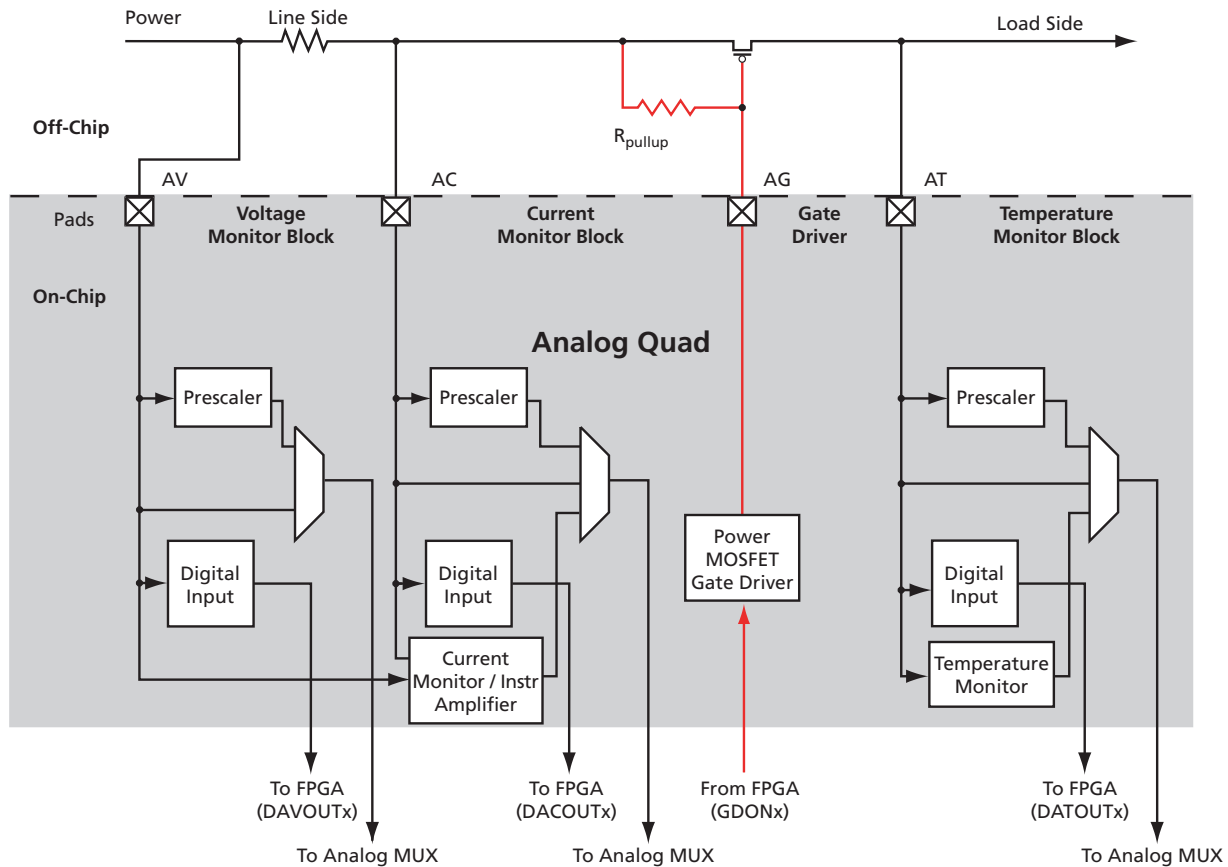 Power
Line Side
Load Side
Off-Chip
Rpullup
AV
AC
AG
AT
Pads
Voltage
Monitor Block
Current
Monitor Block
Gate
Driver
Temperature
Monitor Block
On-Chip
Analog Quad
Prescaler
Prescaler
Prescaler
Digital
Input
Digital
Input
Power
MOSFET
Gate Driver
Digital
Input
Current
Monitor / Instr
Amplifier
Temperature
Monitor
To FPGA
(DAVOUTx)
To FPGA
(DACOUTx)
From FPGA
(GDONx)
To FPGA
(DATOUTx)
To Analog MUX
To Analog MUX
To Analog MUX